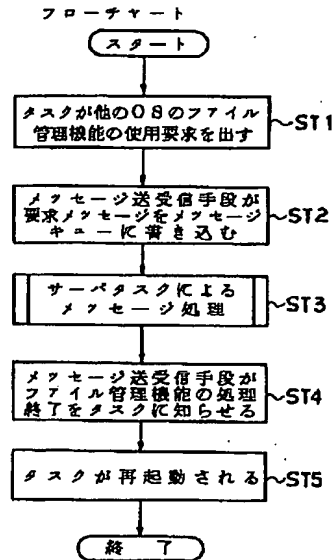 フローチャート
スタート
タスクが他のOSのファイル
管理機能の使用要求を出す
ST1
メッセージ送受信手段が
要求メッセージをメッセージ
キューに書き込む
ST2
サーバタスクによる
メッセージ処理
ST3
メッセージ送受信手段が
ファイル管理機能の処理
終了をタスクに知らせる
ST4
タスクが再起動される
ST5
終了